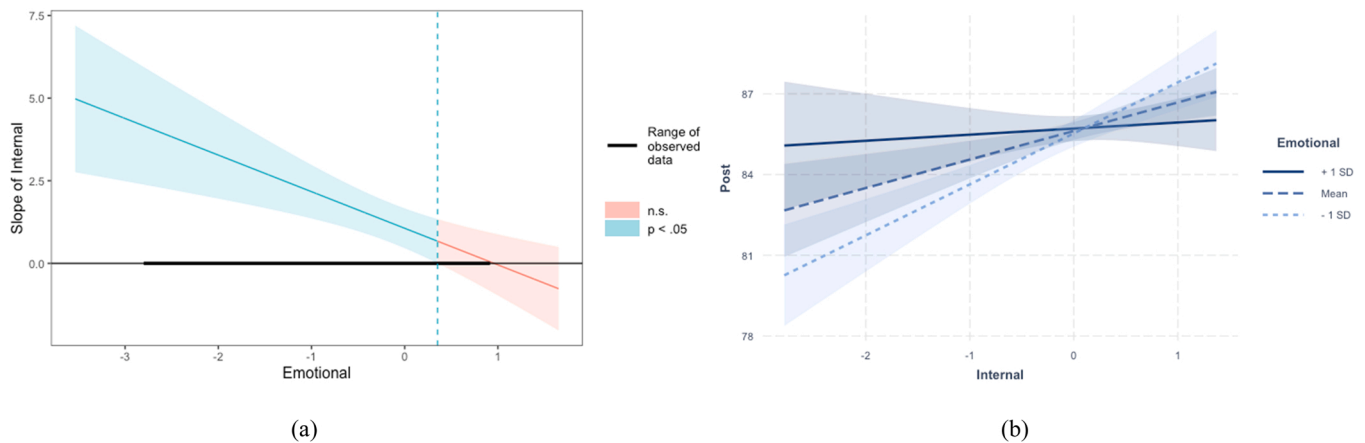 7.5
5.0
2.5
0.0
Slope of Internal
-3
-2
-1
0
1
Emotional
Range of
observed
data
n.s.
p < .05
(a)
87
84
81
78
Post
-2
-1
0
1
Internal
Emotional
+ 1 SD
Mean
- 1 SD
(b)